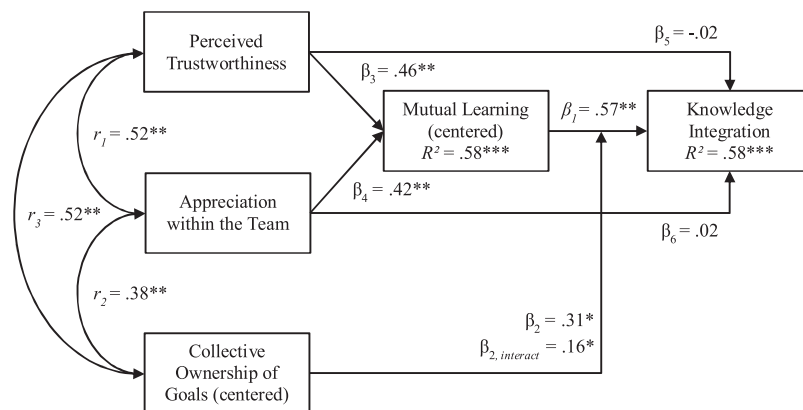 Perceived
Trustworthiness
β5 = -.02
β3 = .46**
Mutual Learning
(centered)
R² = .58***
β1 = .57**
Knowledge
Integration
R² = .58***
r1 = .52**
Appreciation
within the Team
β4 = .42**
r3 = .52**
β6 = .02
r2 = .38**
β2 = .31*
β2, interact = .16*
Collective
Ownership of
Goals (centered)